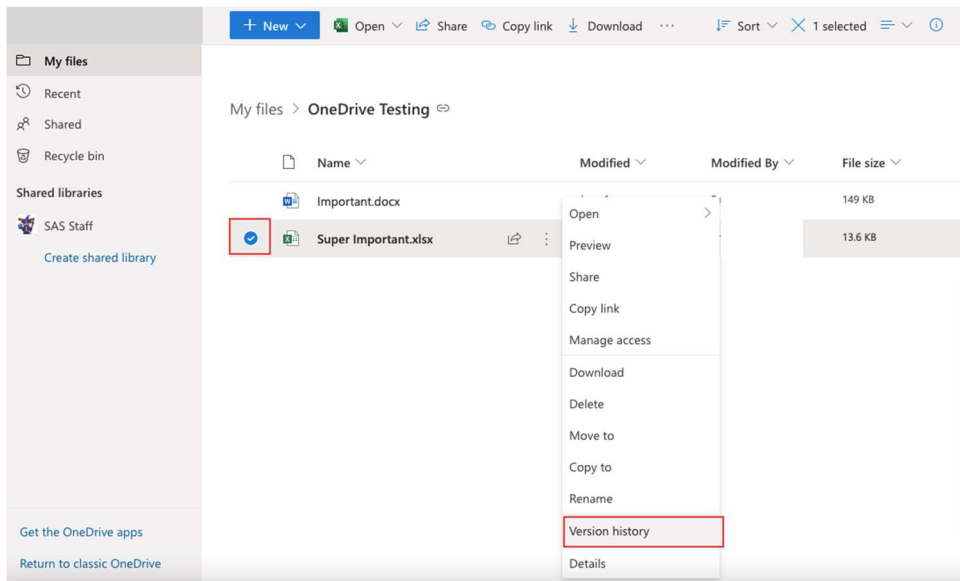 New Open Share Copy link Download ... Sort 1 selected
My files
Recent
Shared
Recycle bin
Shared libraries
SAS Staff
Create shared library
Get the OneDrive apps
Return to classic OneDrive
My files > OneDrive Testing
Name Modified Modified By File size
Important.docx 149 KB
Super Important.xlsx 13.6 KB
Open
Preview
Share
Copy link
Manage access
Download
Delete
Move to
Copy to
Rename
Version history
Details